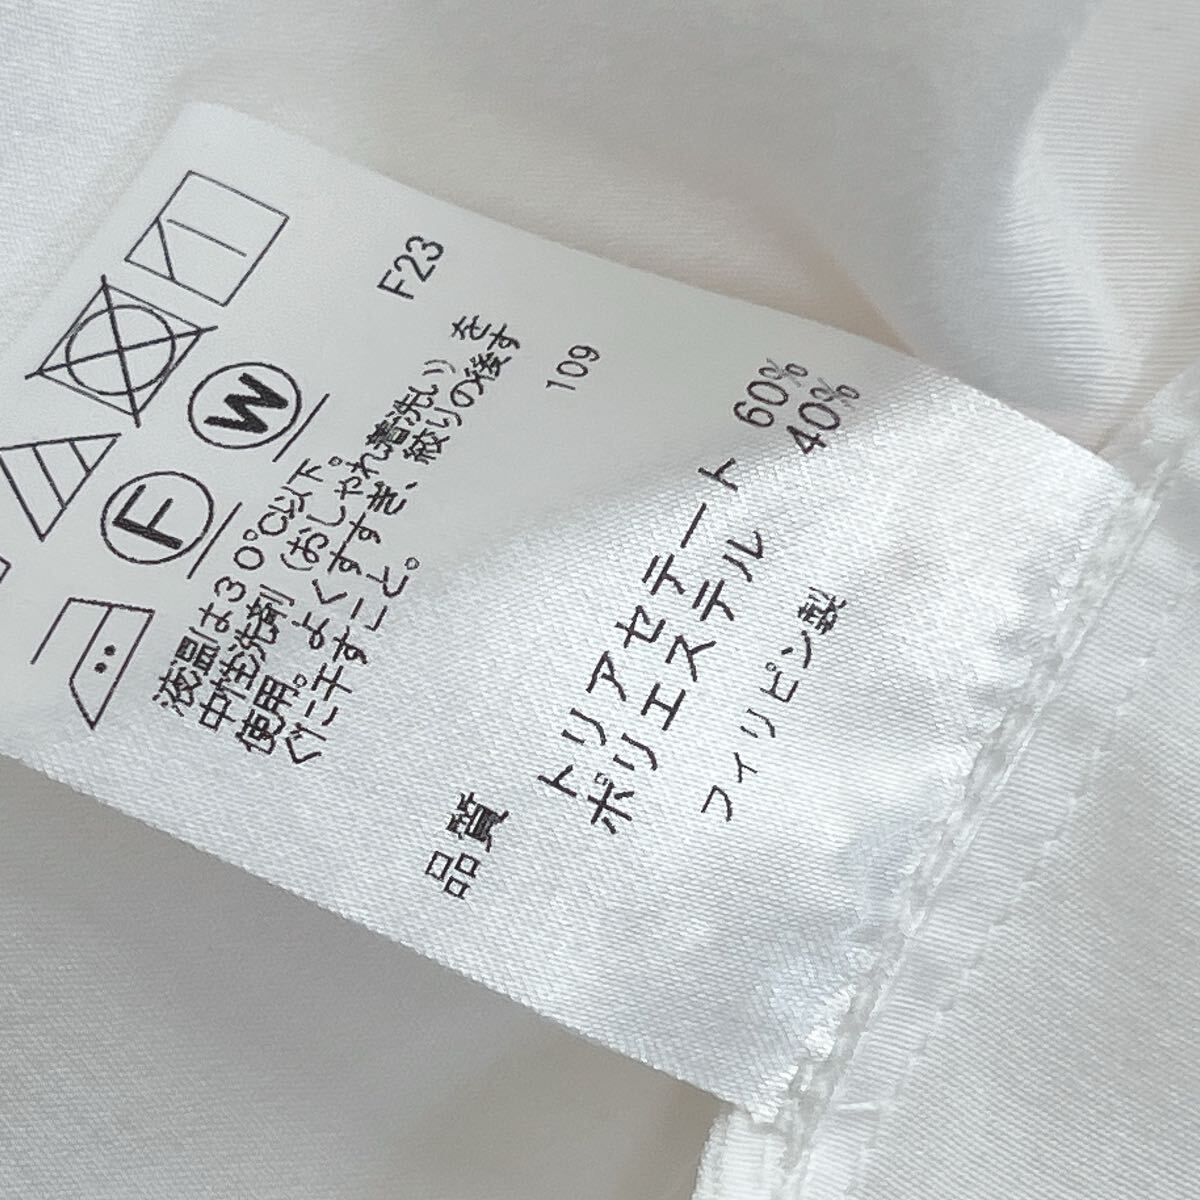 品質
トリアセテート 60%
ポリエステル 40%
フィリピン製
109
F23
W
F
液温は30℃以下。
中性洗剤(おしゃれ着洗い)を
使用。よくすすぎ、絞りの後す
ぐに干すこと。